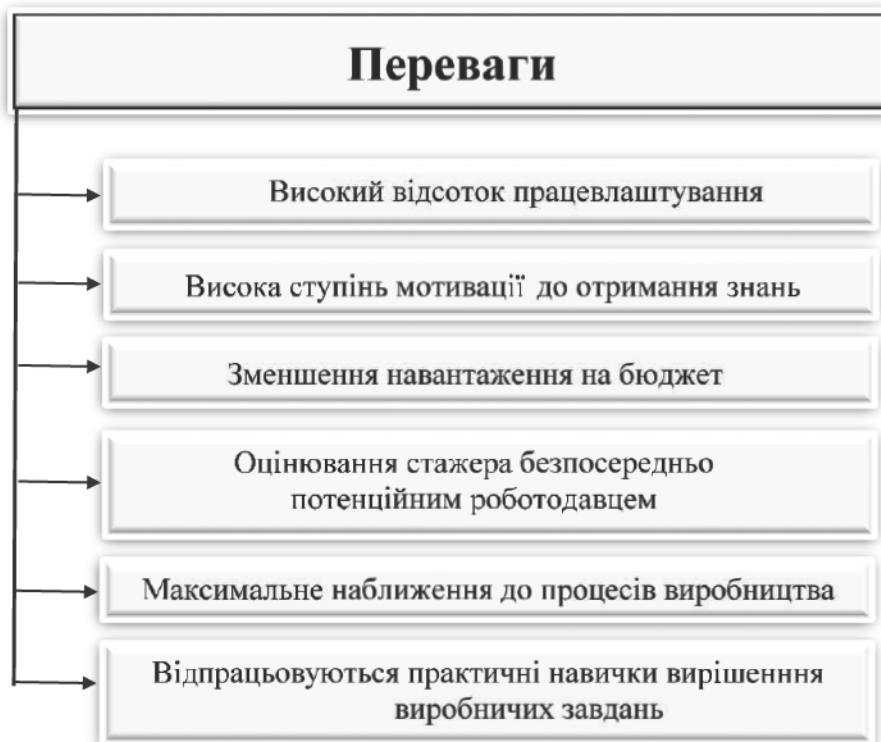 Переваги
Високий відсоток працевлаштування
Висока ступінь мотивації до отримання знань
Зменшення навантаження на бюджет
Оцінювання стажера безпосередньо
потенційним роботодавцем
Максимальне наближення до процесів виробництва
Відпрацьовуються практичні навички вирішенння
виробничих завдань